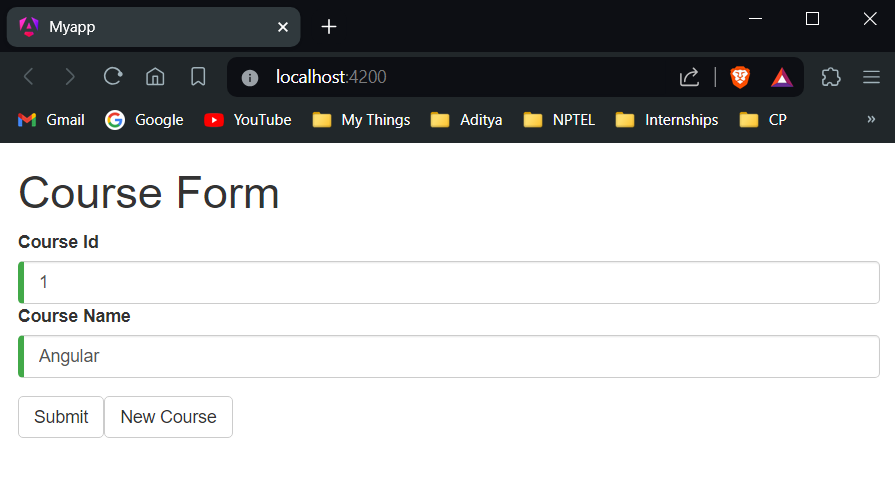 Myapp
localhost:4200
Gmail Google YouTube My Things Aditya NPTEL Internships CP »
Course Form
Course Id
1
Course Name
Angular
Submit New Course